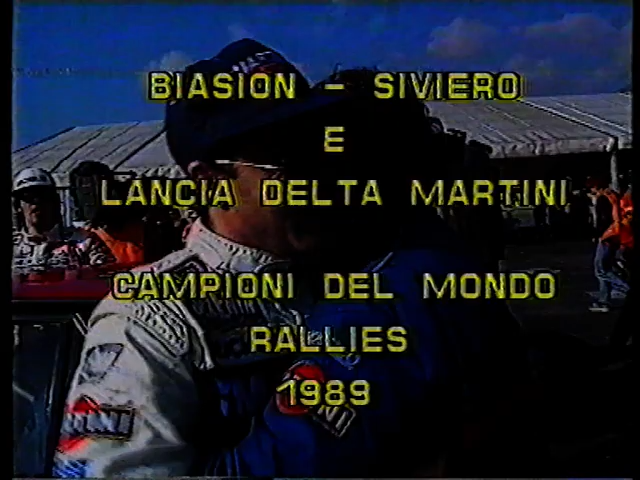 BIASION - SIVIERO
E
LANCIA DELTA MARTINI
CAMPIONI DEL MONDO
RALLIES
1989